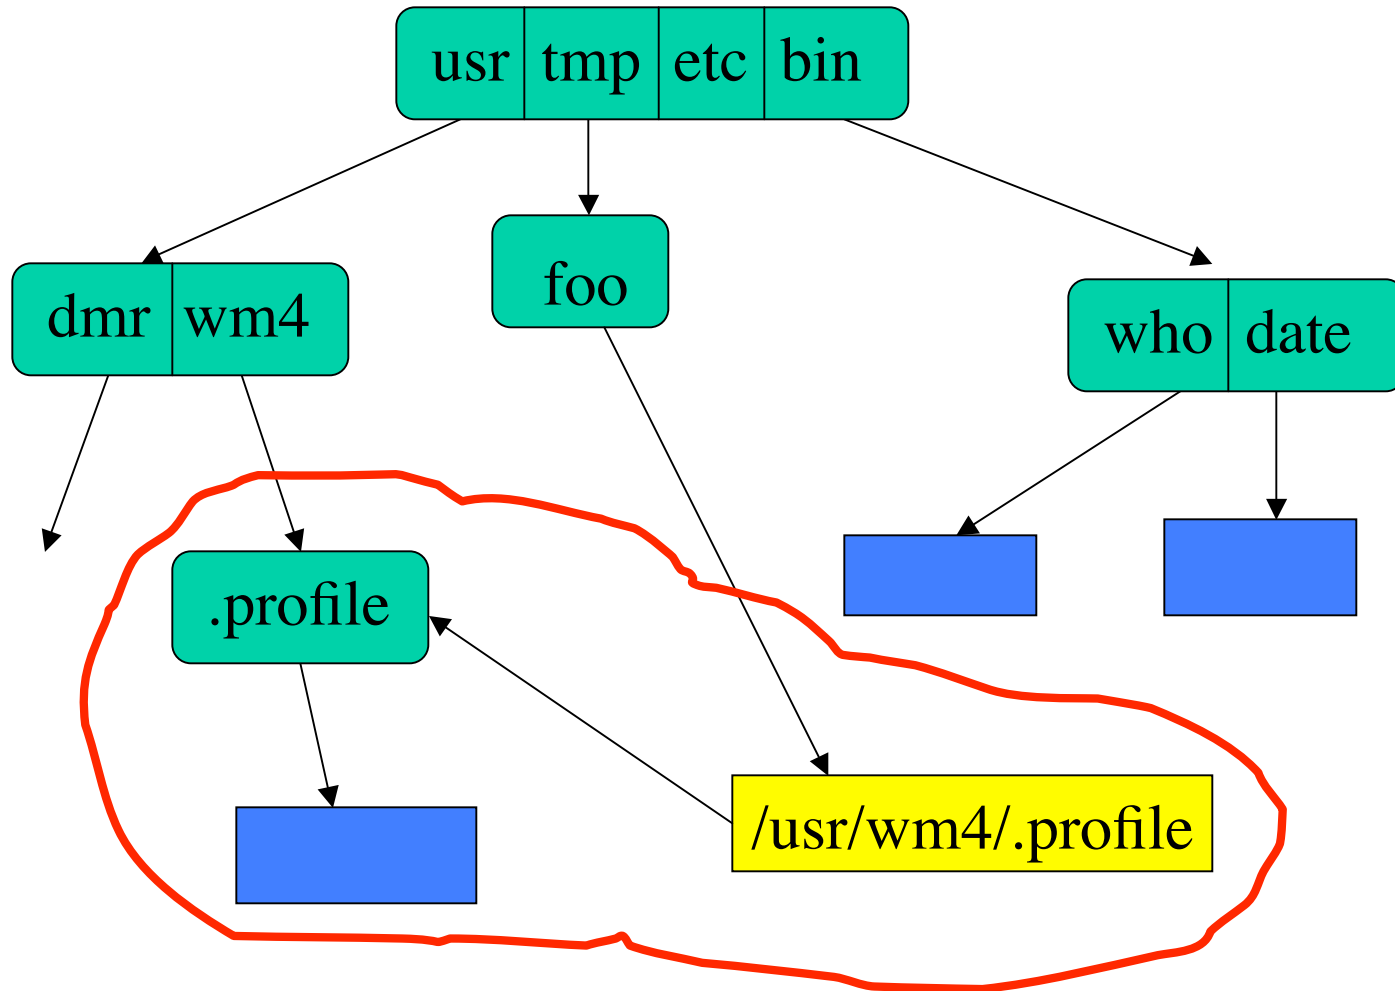 usr tmp etc bin
foo
dmr wm4
who date
.profile
/usr/wm4/.profile